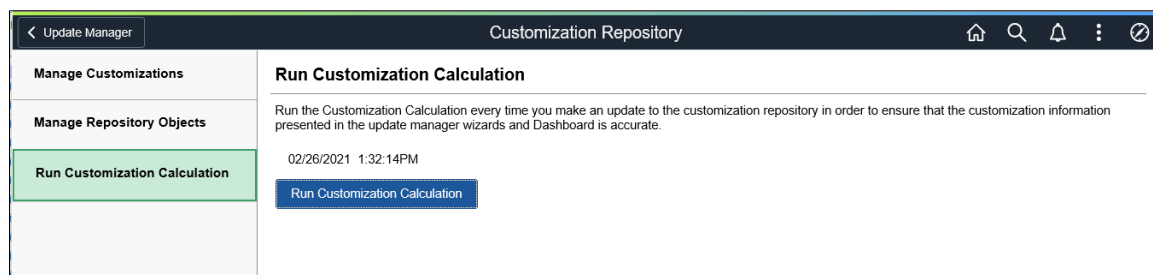 Update Manager
Customization Repository
Manage Customizations
Manage Repository Objects
Run Customization Calculation
Run Customization Calculation
Run the Customization Calculation every time you make an update to the customization repository in order to ensure that the customization information
presented in the update manager wizards and Dashboard is accurate.
02/26/2021 1:32:14PM
Run Customization Calculation